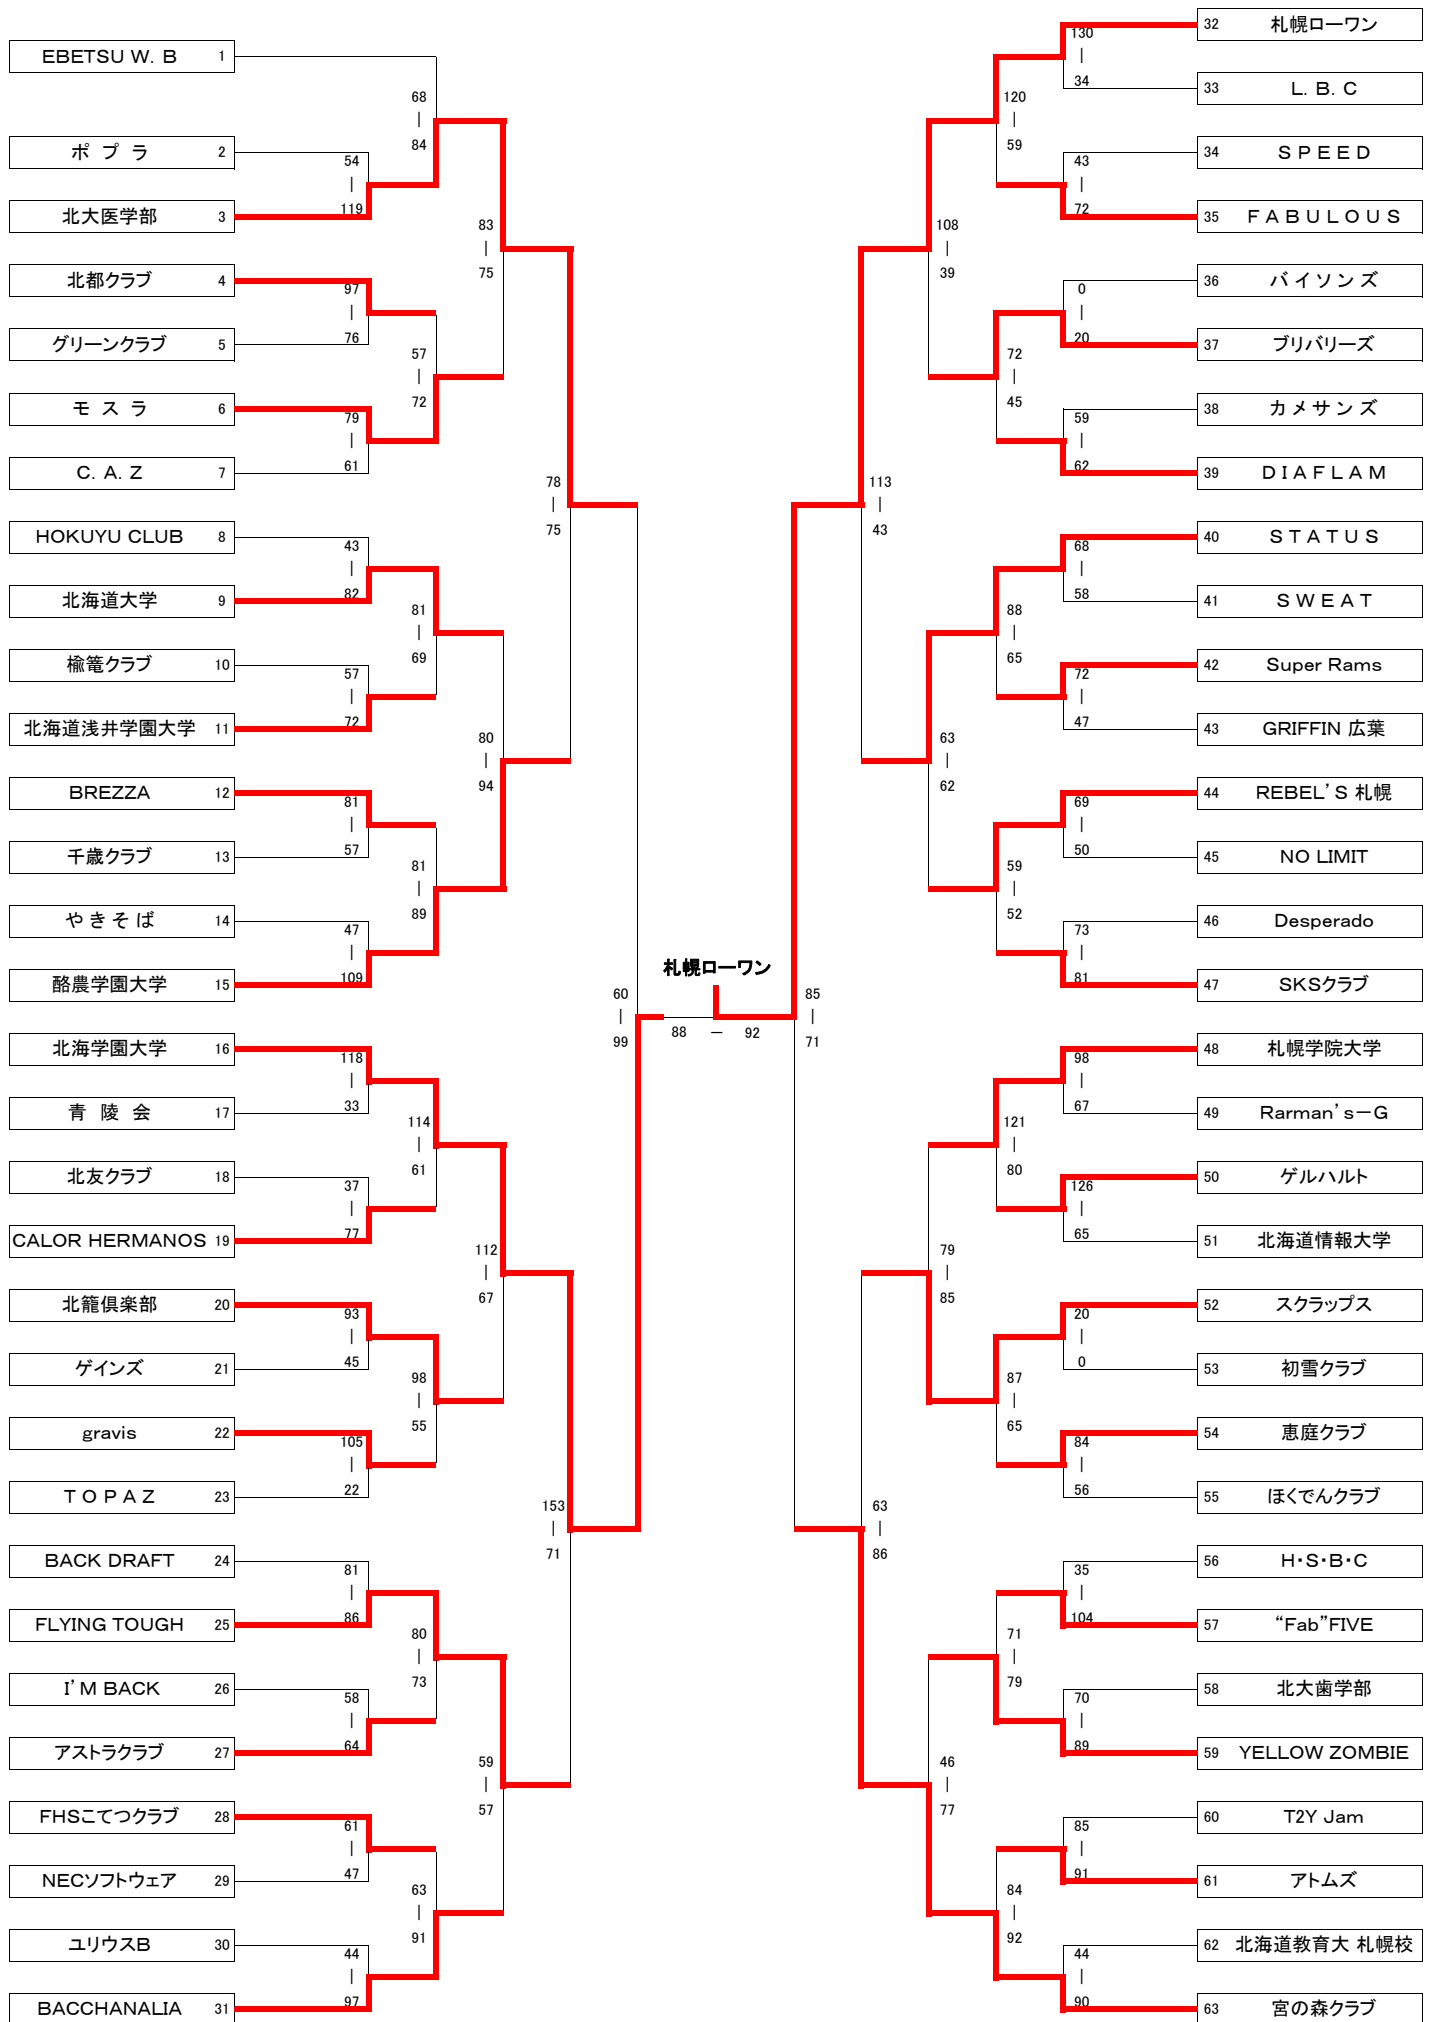 EBETSU W. B 1
68
|
84
ポ プ ラ 2
54
|
119
北大医学部 3
83
|
75
北都クラブ 4
97
|
76
グリーンクラブ 5
57
|
72
モ ス ラ 6
79
|
61
C. A. Z 7
78
|
75
HOKUYU CLUB 8
43
|
82
北海道大学 9
81
|
69
楡篭クラブ 10
57
|
72
北海道浅井学園大学 11
80
|
94
BREZZA 12
81
|
57
千歳クラブ 13
81
|
89
やきそば 14
47
|
109
酪農学園大学 15
60
|
99
北海学園大学 16
118
|
33
青 陵 会 17
114
|
61
北友クラブ 18
37
|
77
CALOR HERMANOS 19
112
|
67
北籠倶楽部 20
93
|
45
ゲインズ 21
98
|
55
gravis 22
105
|
22
T O P A Z 23
153
|
71
BACK DRAFT 24
81
|
86
FLYING TOUGH 25
80
|
73
I'M BACK 26
58
|
64
アストラクラブ 27
59
|
57
FHSこてつクラブ 28
61
|
47
NECソフトウェア 29
63
|
91
ユリウスB 30
44
|
97
BACCHANALIA 31
札幌ローワン
88 － 92
32 札幌ローワン
130
|
34
33 L. B. C
120
|
59
34 S P E E D
43
|
72
35 F A B U L O U S
108
|
39
36 バイソンズ
0
|
20
37 ブリバリーズ
72
|
45
38 カメサンズ
59
|
62
39 D I A F L A M
113
|
43
40 S T A T U S
68
|
58
41 S W E A T
88
|
65
42 Super Rams
72
|
47
43 GRIFFIN 広葉
63
|
62
44 REBEL'S 札幌
69
|
50
45 NO LIMIT
59
|
52
46 Desperado
73
|
81
47 SKSクラブ
85
|
71
48 札幌学院大学
98
|
67
49 Rarman's－G
121
|
80
50 ゲルハルト
126
|
65
51 北海道情報大学
79
|
85
52 スクラップス
20
|
0
53 初雪クラブ
87
|
65
54 恵庭クラブ
84
|
56
55 ほくでんクラブ
63
|
86
56 H・S・B・C
35
|
104
57 “Fab”FIVE
71
|
79
58 北大歯学部
70
|
89
59 YELLOW ZOMBIE
46
|
77
60 T2Y Jam
85
|
91
61 アトムズ
84
|
92
62 北海道教育大 札幌校
44
|
90
63 宮の森クラブ